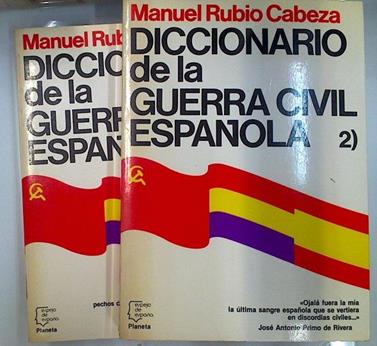 Manuel Rub
DICCIO
de la
GUERR
ESPAÑ
pechos c
espejo
de
españa
Planeta
Manuel Rubio Cabeza
DICCIONARIO
de la
GUERRA CIVIL
ESPAÑOLA 2)
«Ojalá fuera la mía
la última sangre española que se vertiera
en discordias civiles...»
José Antonio Primo de Rivera
espejo
de
españa
Planeta